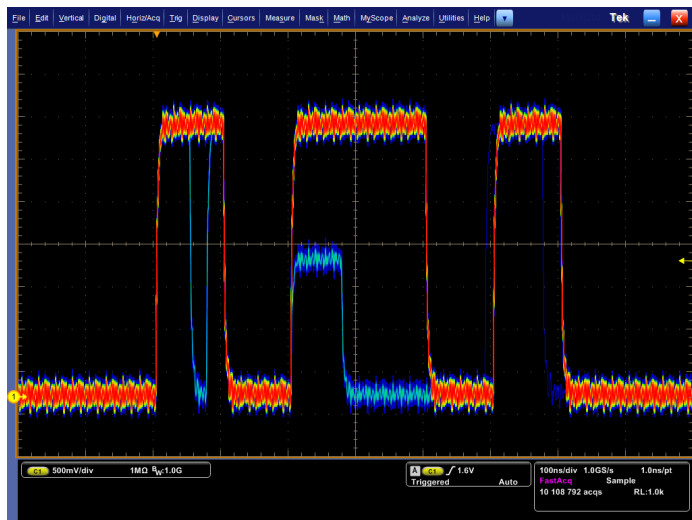 File Edit Vertical Digital Horiz/Acq Trig Display Cursors Measure Mask Math MyScope Analyze Utilities Help Tek X
1
C1 500mV/div 1MΩ BW:1.0G
A C1 1.6V
Triggered Auto
100ns/div 1.0GS/s 1.0ns/pt
FastAcq Sample
10 108 792 acqs RL:1.0k